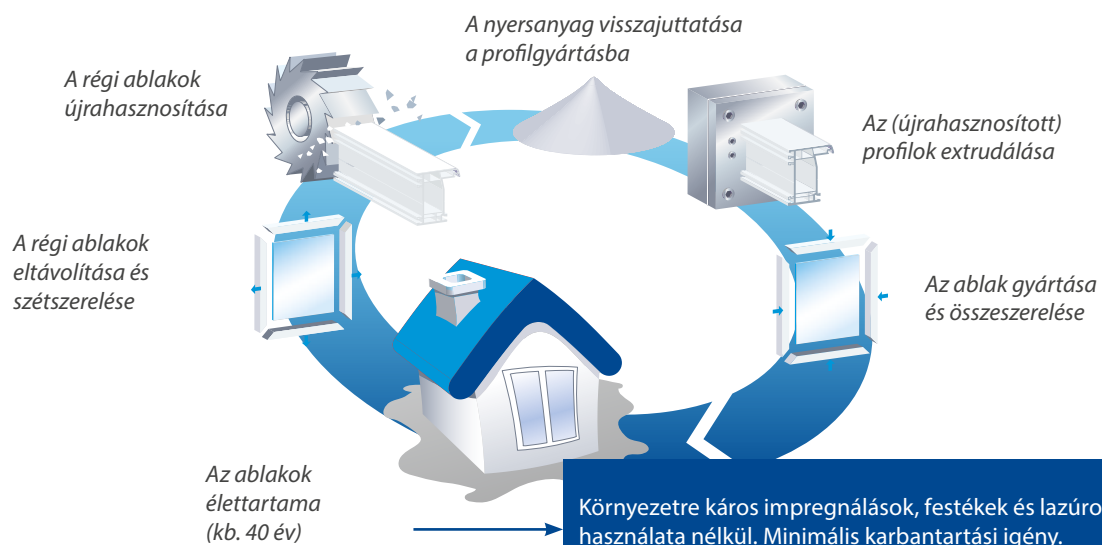 A nyersanyag visszajuttatása
a profilgyártásba
A régi ablakok
újrahasznosítása
Az (újrahasznosított)
profilok extrudálása
A régi ablakok
eltávolítása és
szétszerelése
Az ablak gyártása
és összeszerelése
Az ablakok
élettartama
(kb. 40 év)
Környezetre káros impregnálások, festékek és lazúro
használata nélkül. Minimális karbantartási igény.